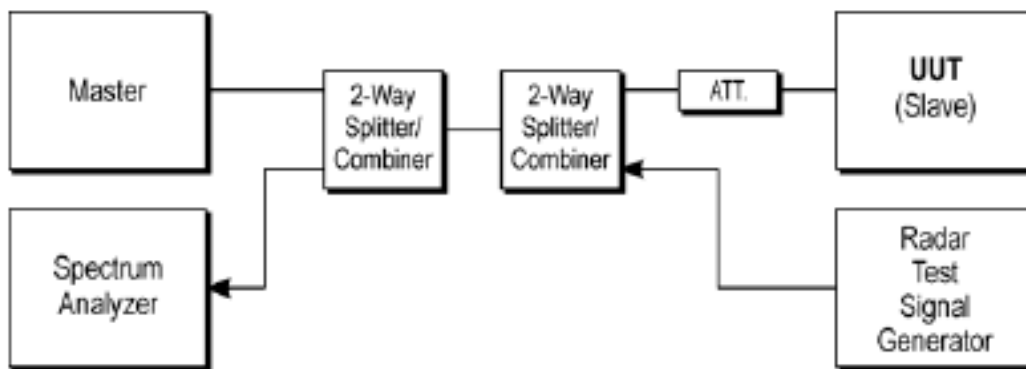 Master
2-Way
Splitter/
Combiner
2-Way
Splitter/
Combiner
ATT.
UUT
(Slave)
Spectrum
Analyzer
Radar
Test
Signal
Generator